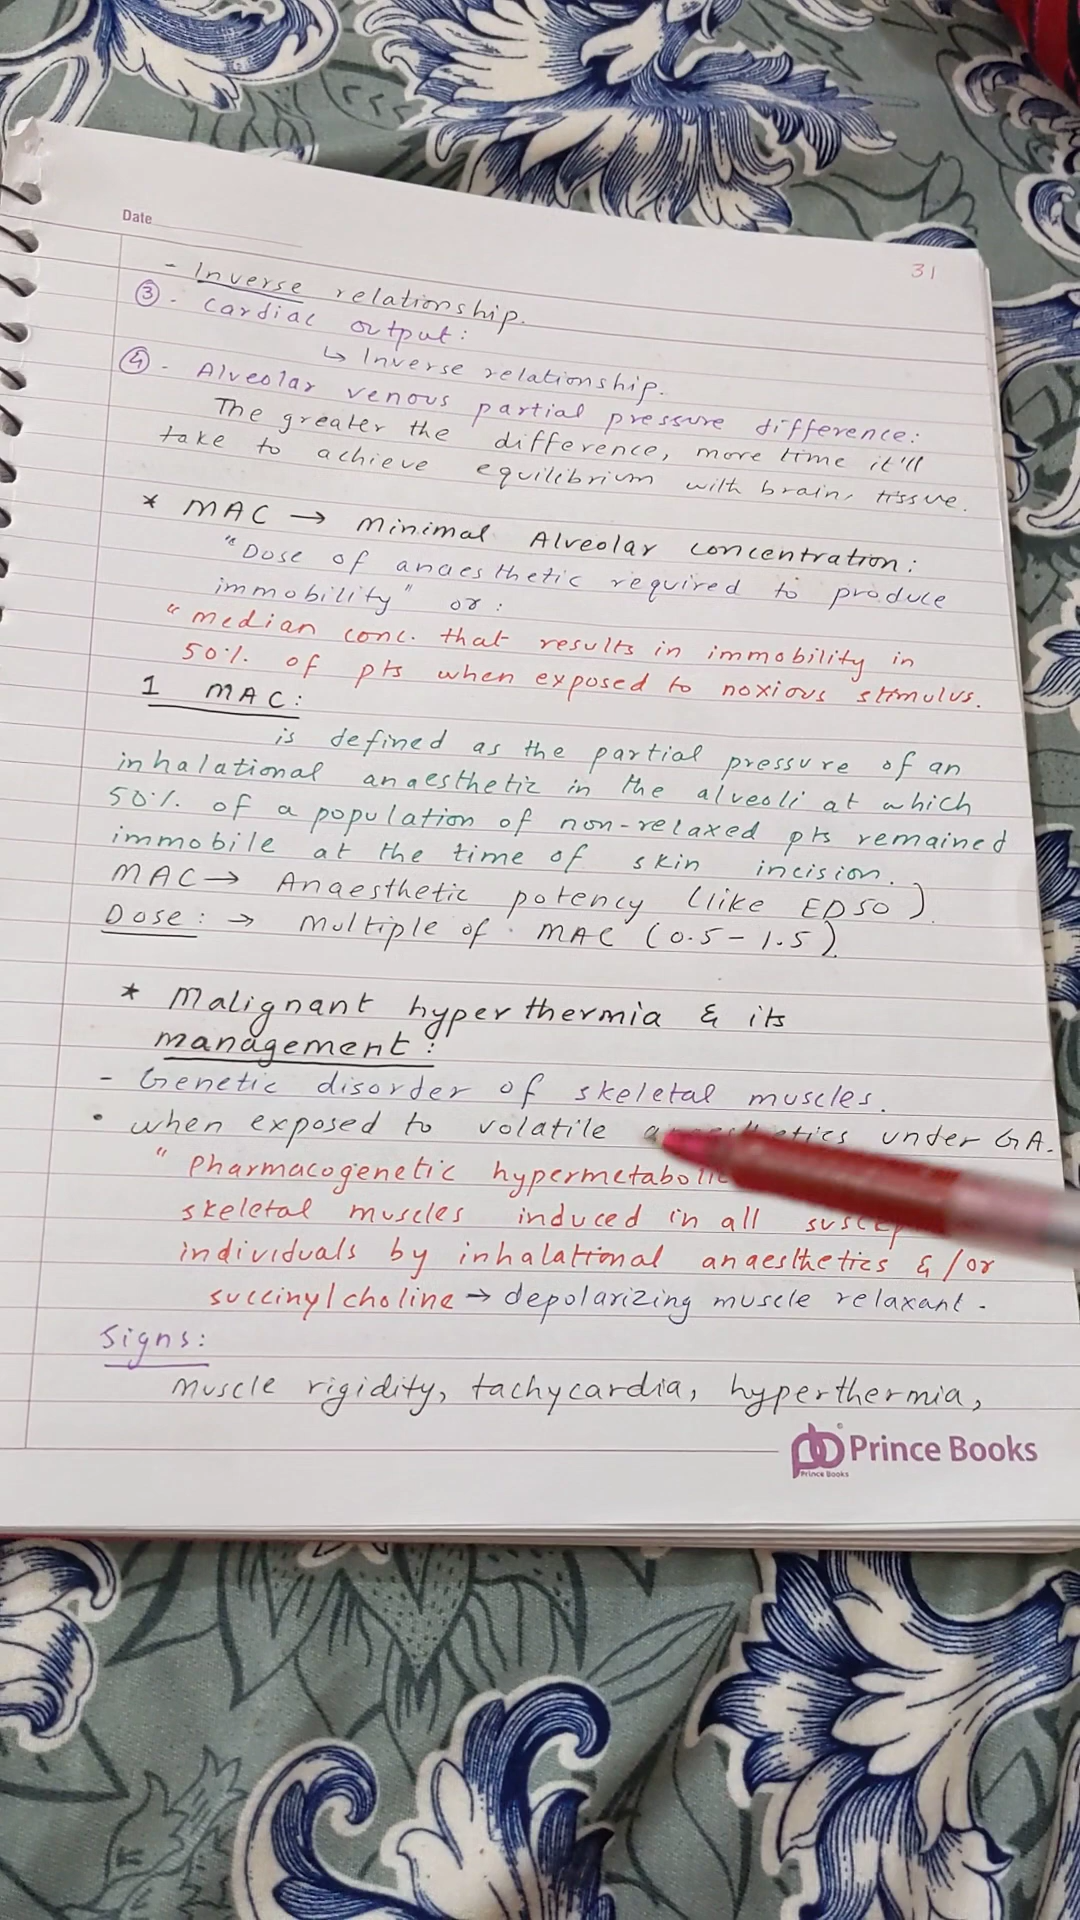 Date
31
- Inverse relationship.
③. Cardiac output:
↳ Inverse relationship.
④. Alveolar venous partial pressure difference:
The greater the difference, more time it'll
take to achieve equilibrium with brain, tissue.
* MAC → Minimal Alveolar concentration:
"Dose of anaesthetic required to produce
immobility" or:
"median conc. that results in immobility in
50%. of pts when exposed to noxious stimulus.
1 MAC:
is defined as the partial pressure of an
inhalational anaesthetic in the alveoli at which
50%. of a population of non-relaxed pts remained
immobile at the time of skin incision.
MAC → Anaesthetic potency (like ED50).
Dose: → Multiple of MAC (0.5-1.5).
* Malignant hyperthermia & its
management:
- Genetic disorder of skeletal muscles.
• when exposed to volatile under GA.
"Pharmacogenetic
skeletal muscles induced in all
individuals by inhalational anaesthetics & /or
succinylcholine → depolarizing muscle relaxant.
Signs:
Muscle rigidity, tachycardia, hyperthermia,
Prince Books
Prince Books